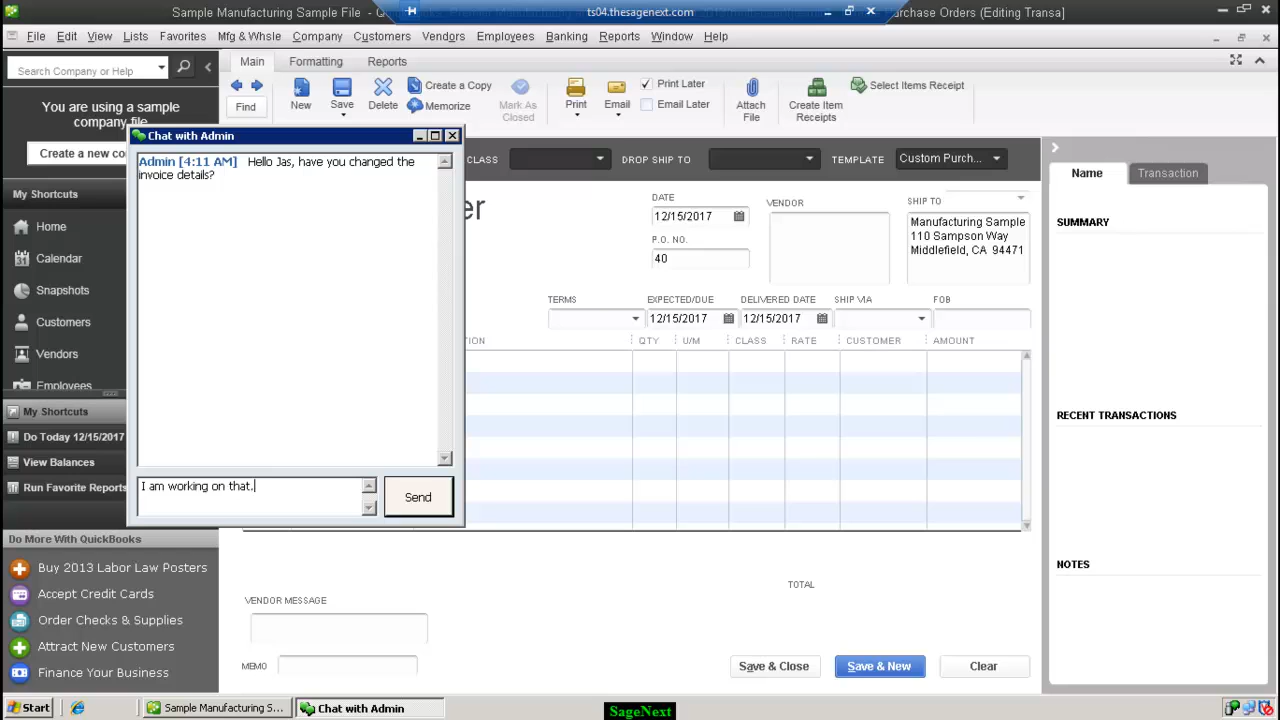 Sample Manufacturing Sample File - Q
ts04.thesagenext.com
rchase Orders (Editing Transa]
File Edit View Lists Favorites Mfg & Whsle Company Customers Vendors Employees Banking Reports Window Help
Search Company or Help
Main Formatting Reports
Find
New
Save
Delete
Create a Copy
Memorize
Mark As
Closed
Print
Email
Print Later
Email Later
Attach
File
Create Item
Receipts
Select Items Receipt
You are using a sample
company file
Create a new co
Chat with Admin
Admin [4:11 AM] Hello Jas, have you changed the
invoice details?
I am working on that.
Send
CLASS
DROP SHIP TO
TEMPLATE
Custom Purch...
er
DATE
12/15/2017
P.O. NO.
40
VENDOR
SHIP TO
Manufacturing Sample
110 Sampson Way
Middlefield, CA 94471
TERMS
EXPECTED/DUE
12/15/2017
DELIVERED DATE
12/15/2017
SHIP VIA
FOB
TION QTY U/M CLASS RATE CUSTOMER AMOUNT
TOTAL
VENDOR MESSAGE
MEMO
Save & Close
Save & New
Clear
Name
Transaction
SUMMARY
RECENT TRANSACTIONS
NOTES
My Shortcuts
Home
Calendar
Snapshots
Customers
Vendors
Employees
My Shortcuts
Do Today 12/15/2017
View Balances
Run Favorite Reports
Do More With QuickBooks
Buy 2013 Labor Law Posters
Accept Credit Cards
Order Checks & Supplies
Attract New Customers
Finance Your Business
Start
Sample Manufacturing S...
Chat with Admin
SageNext